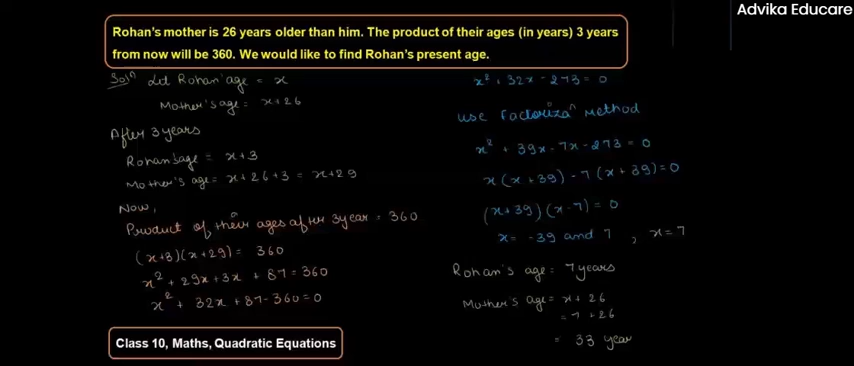 Advika Educare
Rohan's mother is 26 years older than him. The product of their ages (in years) 3 years
from now will be 360. We would like to find Rohan's present age.
Soln Let Rohan' age = x
Mother's age = x+26
After 3 years
Rohan's age = x+3
Mother's age = x+26+3 = x+29
Now,
Product of their ages after 3 year = 360
(x+3)(x+29) = 360
x² + 29x + 3x + 87 = 360
x² + 32x + 87-360 = 0
Class 10, Maths, Quadratic Equations
x² + 32x - 273 = 0
Use Factorizaⁿ Method
x² + 39x - 7x - 273 = 0
x(x+39) - 7(x+39) = 0
(x+39)(x-7) = 0
x = -39 and 7 , x = 7
Rohan's age = 7 years
Mother's age = x + 26
= 7 + 26
= 33 year